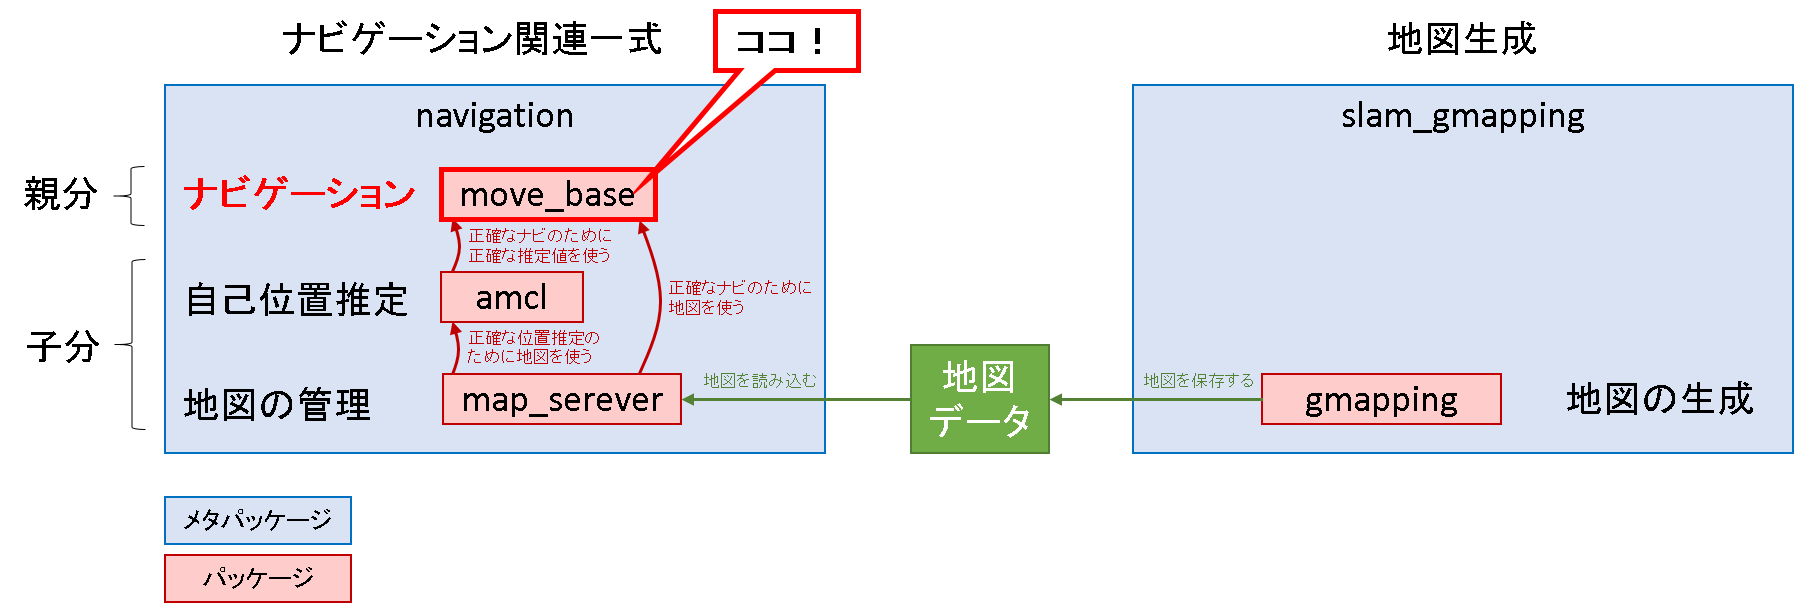 ナビゲーション関連一式
ココ！
地図生成
navigation
slam_gmapping
親分
ナビゲーション
move_base
正確なナビのために
正確な推定値を使う
子分
自己位置推定
amcl
正確なナビのために
地図を使う
正確な位置推定の
ために地図を使う
地図の管理
map_serever
地図を読み込む
地図
データ
地図を保存する
gmapping
地図の生成
メタパッケージ
パッケージ